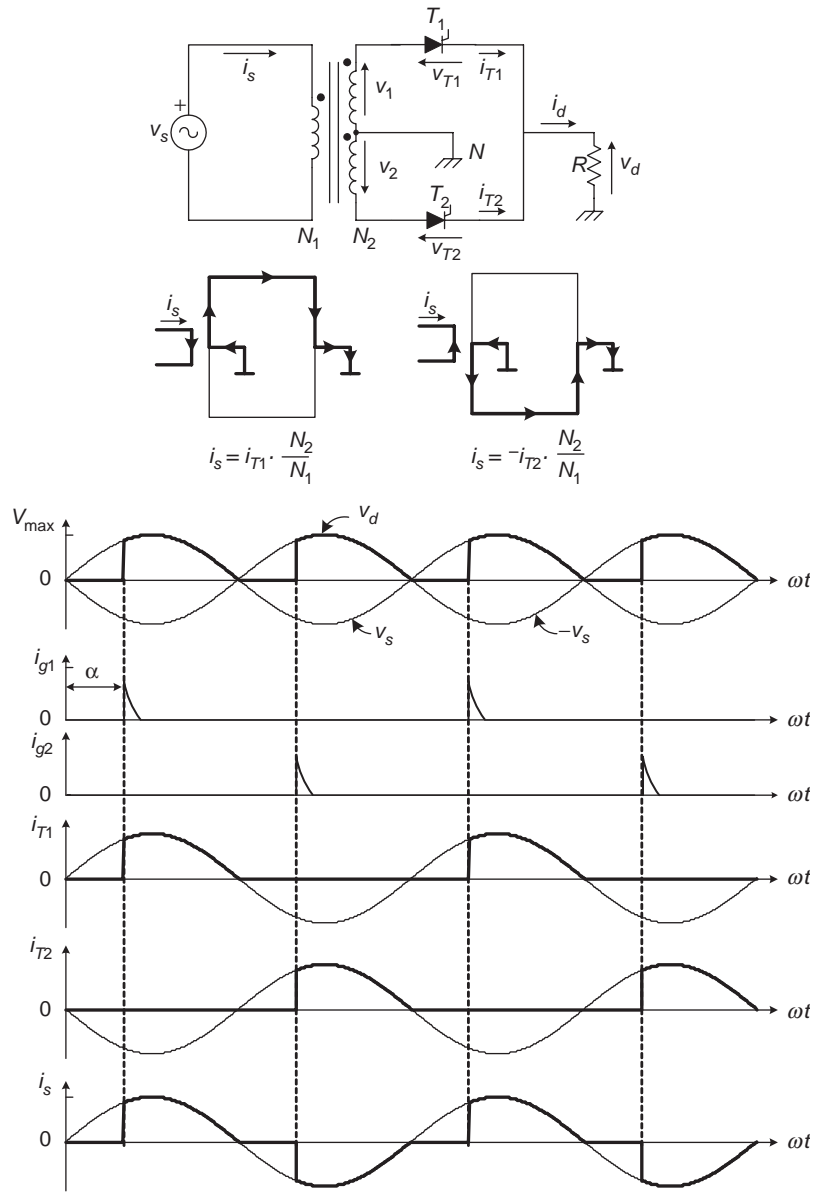 T1
is
vT1
iT1
v1
id
+
vs
N
R
vd
v2
T2
iT2
vT2
N1
N2
is
is
is = iT1 · N2/N1
is = –iT2 · N2/N1
Vmax
vd
0
ωt
vs
–vs
ig1
α
0
ωt
ig2
0
ωt
iT1
0
ωt
iT2
0
ωt
is
0
ωt